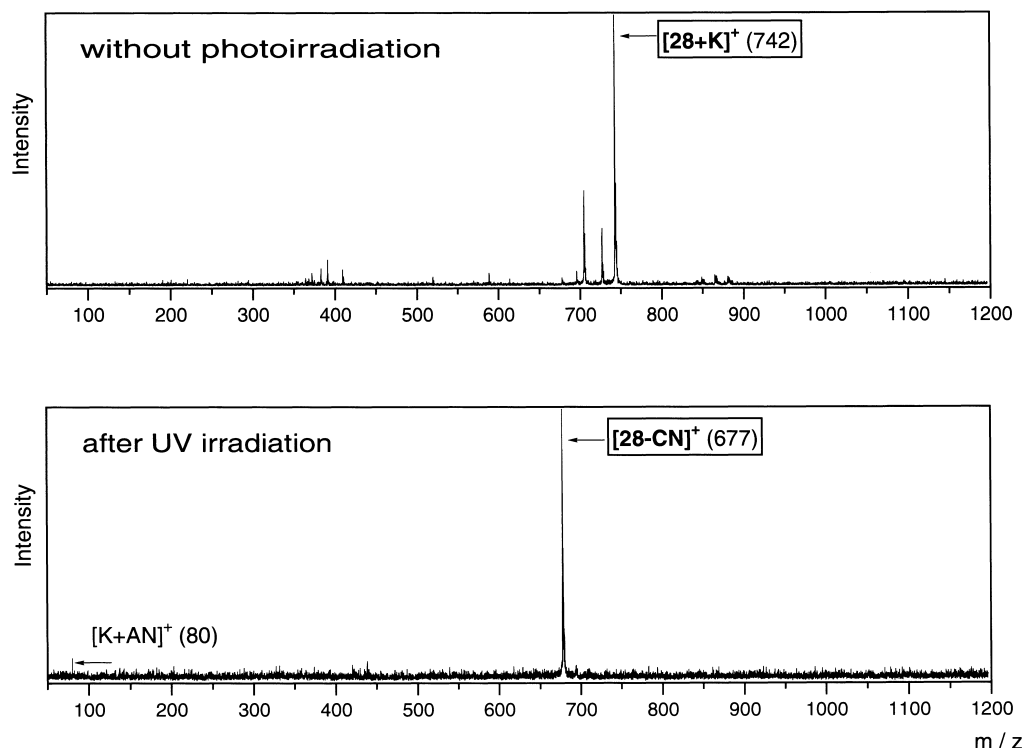 without photoirradiation
[28+K]+ (742)
Intensity
100 200 300 400 500 600 700 800 900 1000 1100 1200
after UV irradiation
[28-CN]+ (677)
Intensity
[K+AN]+ (80)
100 200 300 400 500 600 700 800 900 1000 1100 1200
m / z